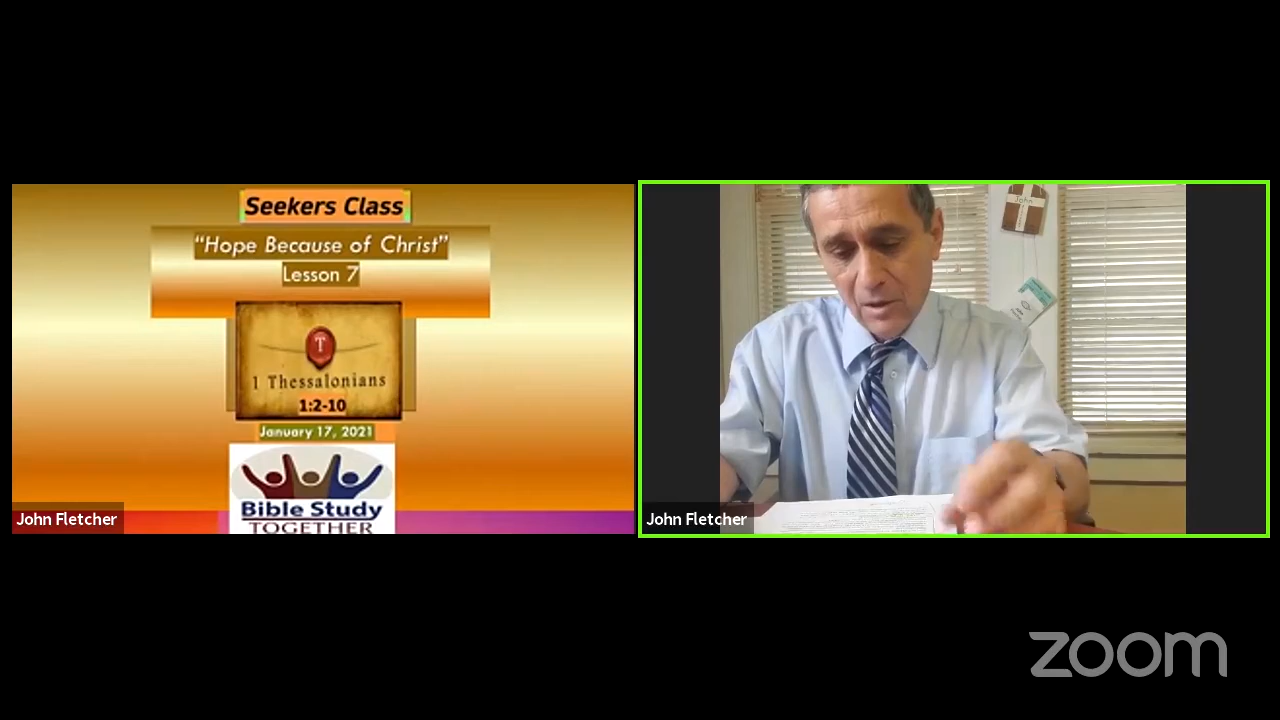 Seekers Class
“Hope Because of Christ”
Lesson 7
T
1 Thessalonians
1:2-10
January 17, 2021
Bible Study
TOGETHER
John Fletcher
John
John Fletcher
zoom